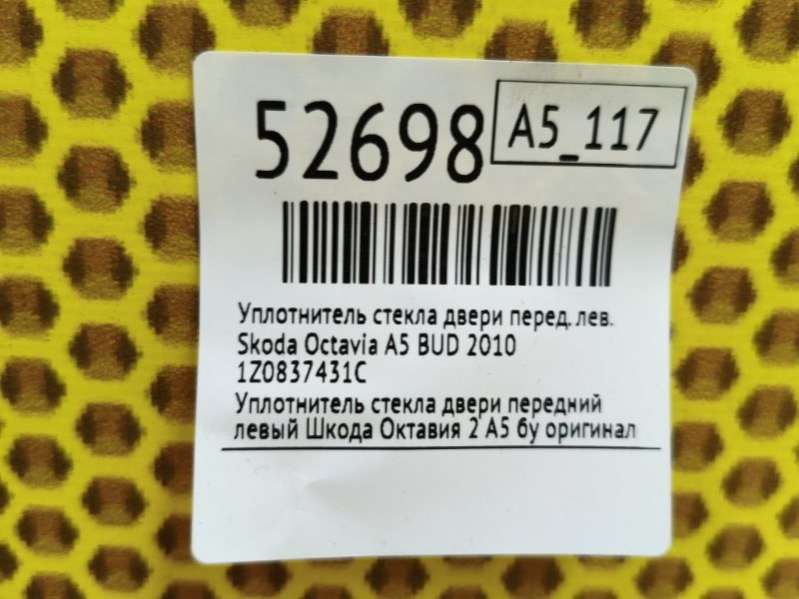 52698
A5_117
Уплотнитель стекла двери перед. лев.
Skoda Octavia A5 BUD 2010
1Z0837431C
Уплотнитель стекла двери передний
левый Шкода Октавия 2 А5 бу оригинал